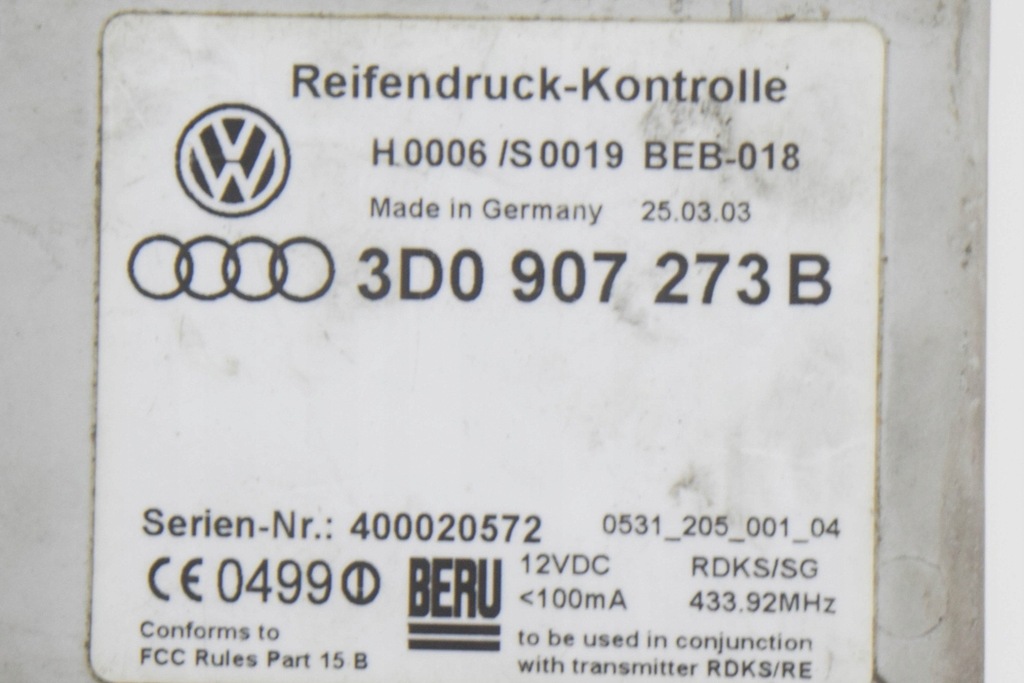 Reifendruck-Kontrolle
H.0006 /S 0019 BEB-018
Made in Germany 25.03.03
3D0 907 273 B
Serien-Nr.: 400020572 0531_205_001_04
CE 0499 BERU 12VDC RDKS/SG
<100mA 433.92MHz
Conforms to
FCC Rules Part 15 B
to be used in conjunction
with transmitter RDKS/RE